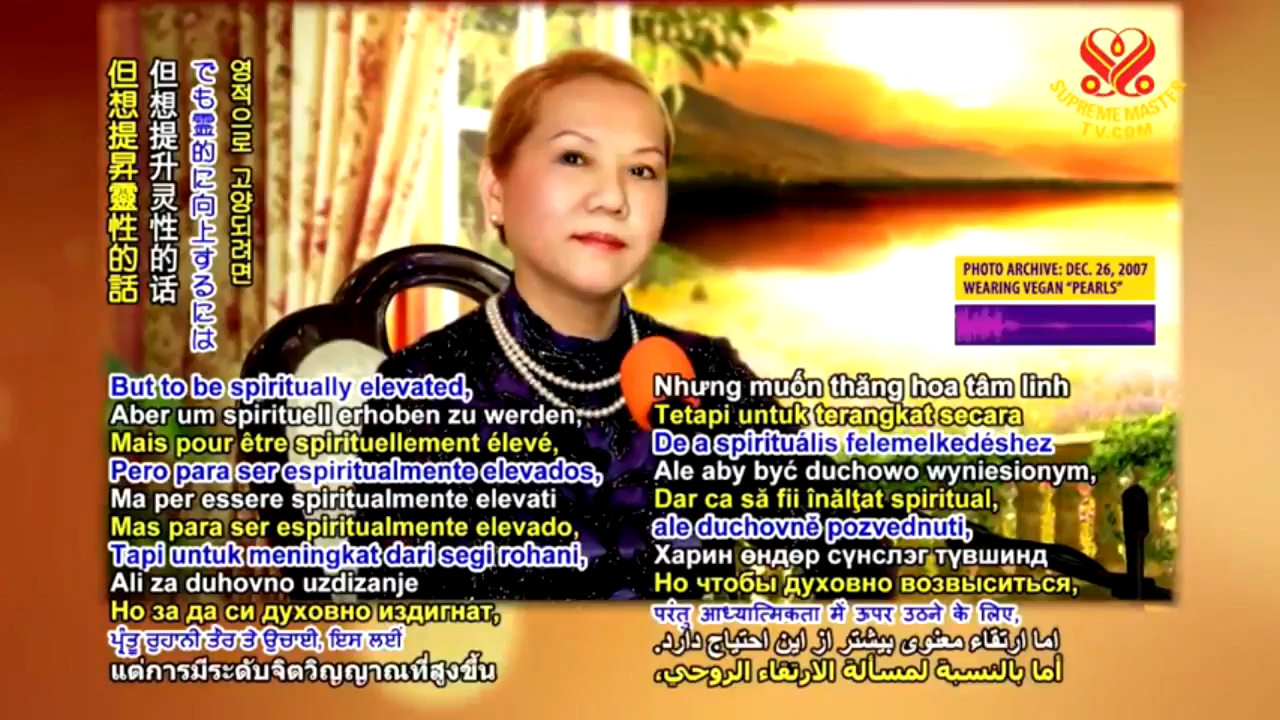 SUPREME MASTER
TV.COM
영적으로 고양되려면
でも靈的に向上するには
但想提升灵性的话
但想提昇靈性的話
PHOTO ARCHIVE: DEC. 26, 2007
WEARING VEGAN “PEARLS”
But to be spiritually elevated,
Aber um spirituell erhoben zu werden,
Mais pour être spirituellement élevé,
Pero para ser espiritualmente elevados,
Ma per essere spiritualmente elevati
Mas para ser espiritualmente elevado,
Tapi untuk meningkat dari segi rohani,
Ali za duhovno uzdizanje
Но за да си духовно издигнат,
ਪ੍ਰੰਤੂ ਰੁਹਾਨੀ ਤੌਰ ਤੇ ਉਚਾਈ, ਇਸ ਲਈ
แต่การมีระดับจิตวิญญาณที่สูงขึ้น
Nhưng muốn thăng hoa tâm linh
Tetapi untuk terangkat secara
De a spirituális felemelkedéshez
Ale aby być duchowo wyniesionym,
Dar ca să fii înălţat spiritual,
ale duchovně pozvednuti,
Харин өндөр сүнслэг түвшинд
Но чтобы духовно возвыситься,
परंतु आध्यात्मिकता में ऊपर उठने के लिए,
اما ارتقاء معنوی بیشتر از این احتیاج دارد.
أما بالنسبة لمسألة الارتقاء الروحي،